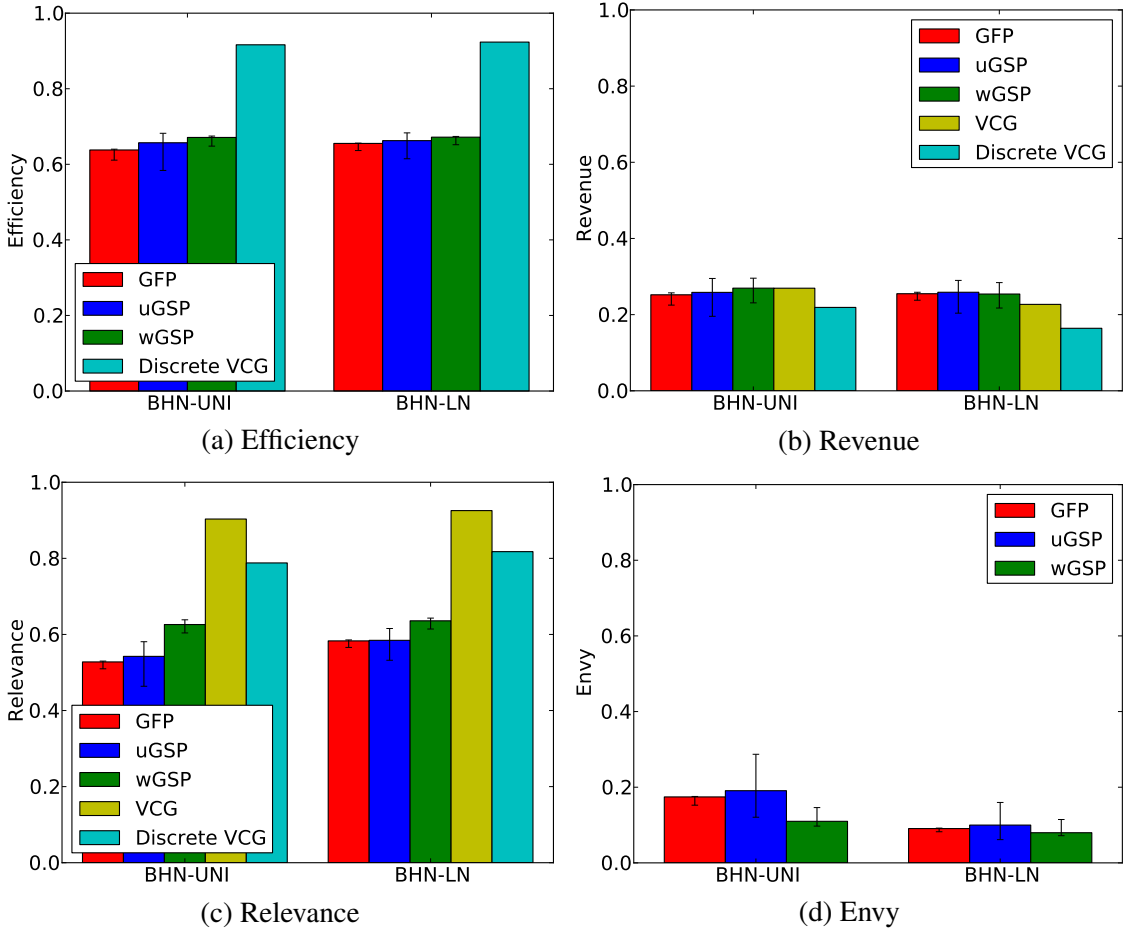 1.0
0.8
0.6
0.4
0.2
0.0
Efficiency
GFP
uGSP
wGSP
Discrete VCG
BHN-UNI
BHN-LN
(a) Efficiency
1.0
0.8
0.6
0.4
0.2
0.0
Revenue
GFP
uGSP
wGSP
VCG
Discrete VCG
BHN-UNI
BHN-LN
(b) Revenue
1.0
0.8
0.6
0.4
0.2
0.0
Relevance
GFP
uGSP
wGSP
VCG
Discrete VCG
BHN-UNI
BHN-LN
(c) Relevance
1.0
0.8
0.6
0.4
0.2
0.0
Envy
GFP
uGSP
wGSP
BHN-UNI
BHN-LN
(d) Envy